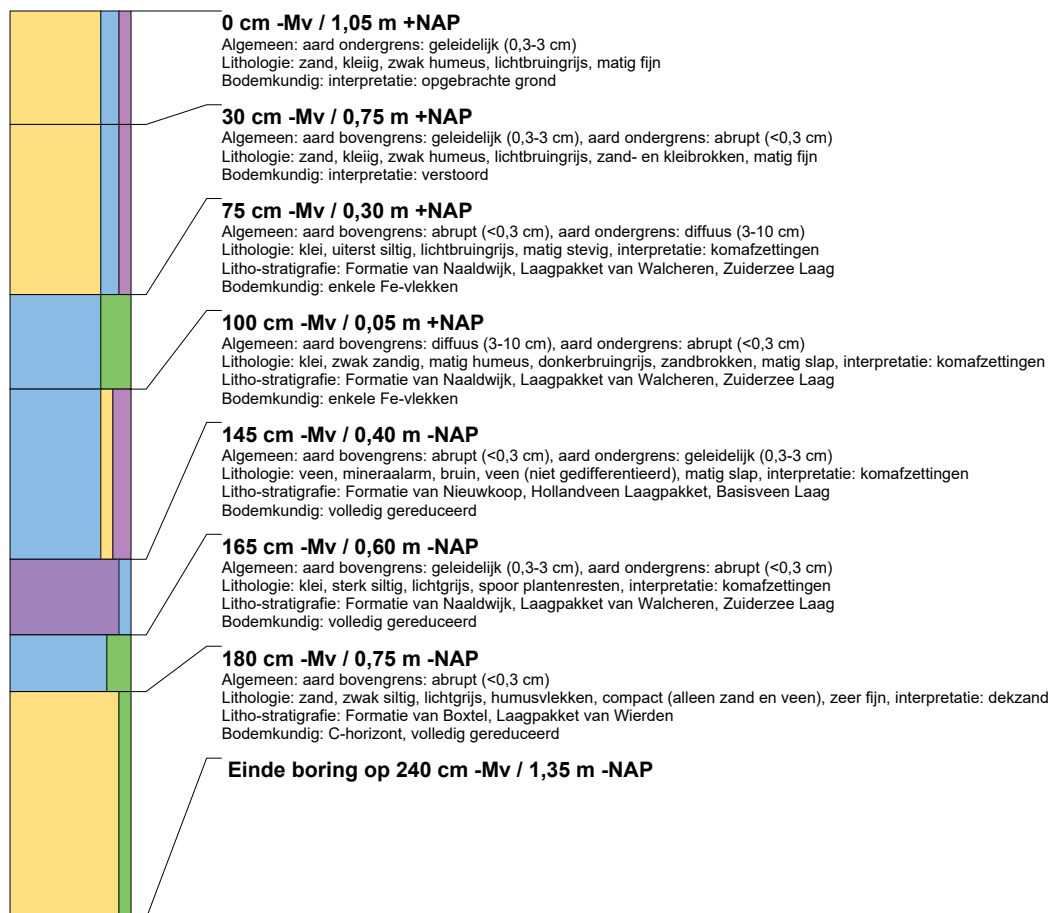 0 cm -Mv / 1,05 m +NAP
Algemeen: aard ondergrens: geleidelijk (0,3-3 cm)
Lithologie: zand, kleiig, zwak humeus, lichtbruingrijs, matig fijn
Bodemkundig: interpretatie: opgebrachte grond
30 cm -Mv / 0,75 m +NAP
Algemeen: aard bovengrens: geleidelijk (0,3-3 cm), aard ondergrens: abrupt (<0,3 cm)
Lithologie: zand, kleiig, zwak humeus, lichtbruingrijs, zand- en kleibrokken, matig fijn
Bodemkundig: interpretatie: verstoord
75 cm -Mv / 0,30 m +NAP
Algemeen: aard bovengrens: abrupt (<0,3 cm), aard ondergrens: diffuus (3-10 cm)
Lithologie: klei, uiterst siltig, lichtbruingrijs, matig stevig, interpretatie: komafzettingen
Litho-stratigrafie: Formatie van Naaldwijk, Laagpakket van Walcheren, Zuiderzee Laag
Bodemkundig: enkele Fe-vlekken
100 cm -Mv / 0,05 m +NAP
Algemeen: aard bovengrens: diffuus (3-10 cm), aard ondergrens: abrupt (<0,3 cm)
Lithologie: klei, zwak zandig, matig humeus, donkerbruingrijs, zandbrokken, matig slap, interpretatie: komafzettingen
Litho-stratigrafie: Formatie van Naaldwijk, Laagpakket van Walcheren, Zuiderzee Laag
Bodemkundig: enkele Fe-vlekken
145 cm -Mv / 0,40 m -NAP
Algemeen: aard bovengrens: abrupt (<0,3 cm), aard ondergrens: geleidelijk (0,3-3 cm)
Lithologie: veen, mineraalarm, bruin, veen (niet gedifferentieerd), matig slap, interpretatie: komafzettingen
Litho-stratigrafie: Formatie van Nieuwkoop, Hollandveen Laagpakket, Basisveen Laag
Bodemkundig: volledig gereduceerd
165 cm -Mv / 0,60 m -NAP
Algemeen: aard bovengrens: geleidelijk (0,3-3 cm), aard ondergrens: abrupt (<0,3 cm)
Lithologie: klei, sterk siltig, lichtgrijs, spoor plantenresten, interpretatie: komafzettingen
Litho-stratigrafie: Formatie van Naaldwijk, Laagpakket van Walcheren, Zuiderzee Laag
Bodemkundig: volledig gereduceerd
180 cm -Mv / 0,75 m -NAP
Algemeen: aard bovengrens: abrupt (<0,3 cm)
Lithologie: zand, zwak siltig, lichtgrijs, humusvlekken, compact (alleen zand en veen), zeer fijn, interpretatie: dekzand
Litho-stratigrafie: Formatie van Boxtel, Laagpakket van Wierden
Bodemkundig: C-horizont, volledig gereduceerd
Einde boring op 240 cm -Mv / 1,35 m -NAP